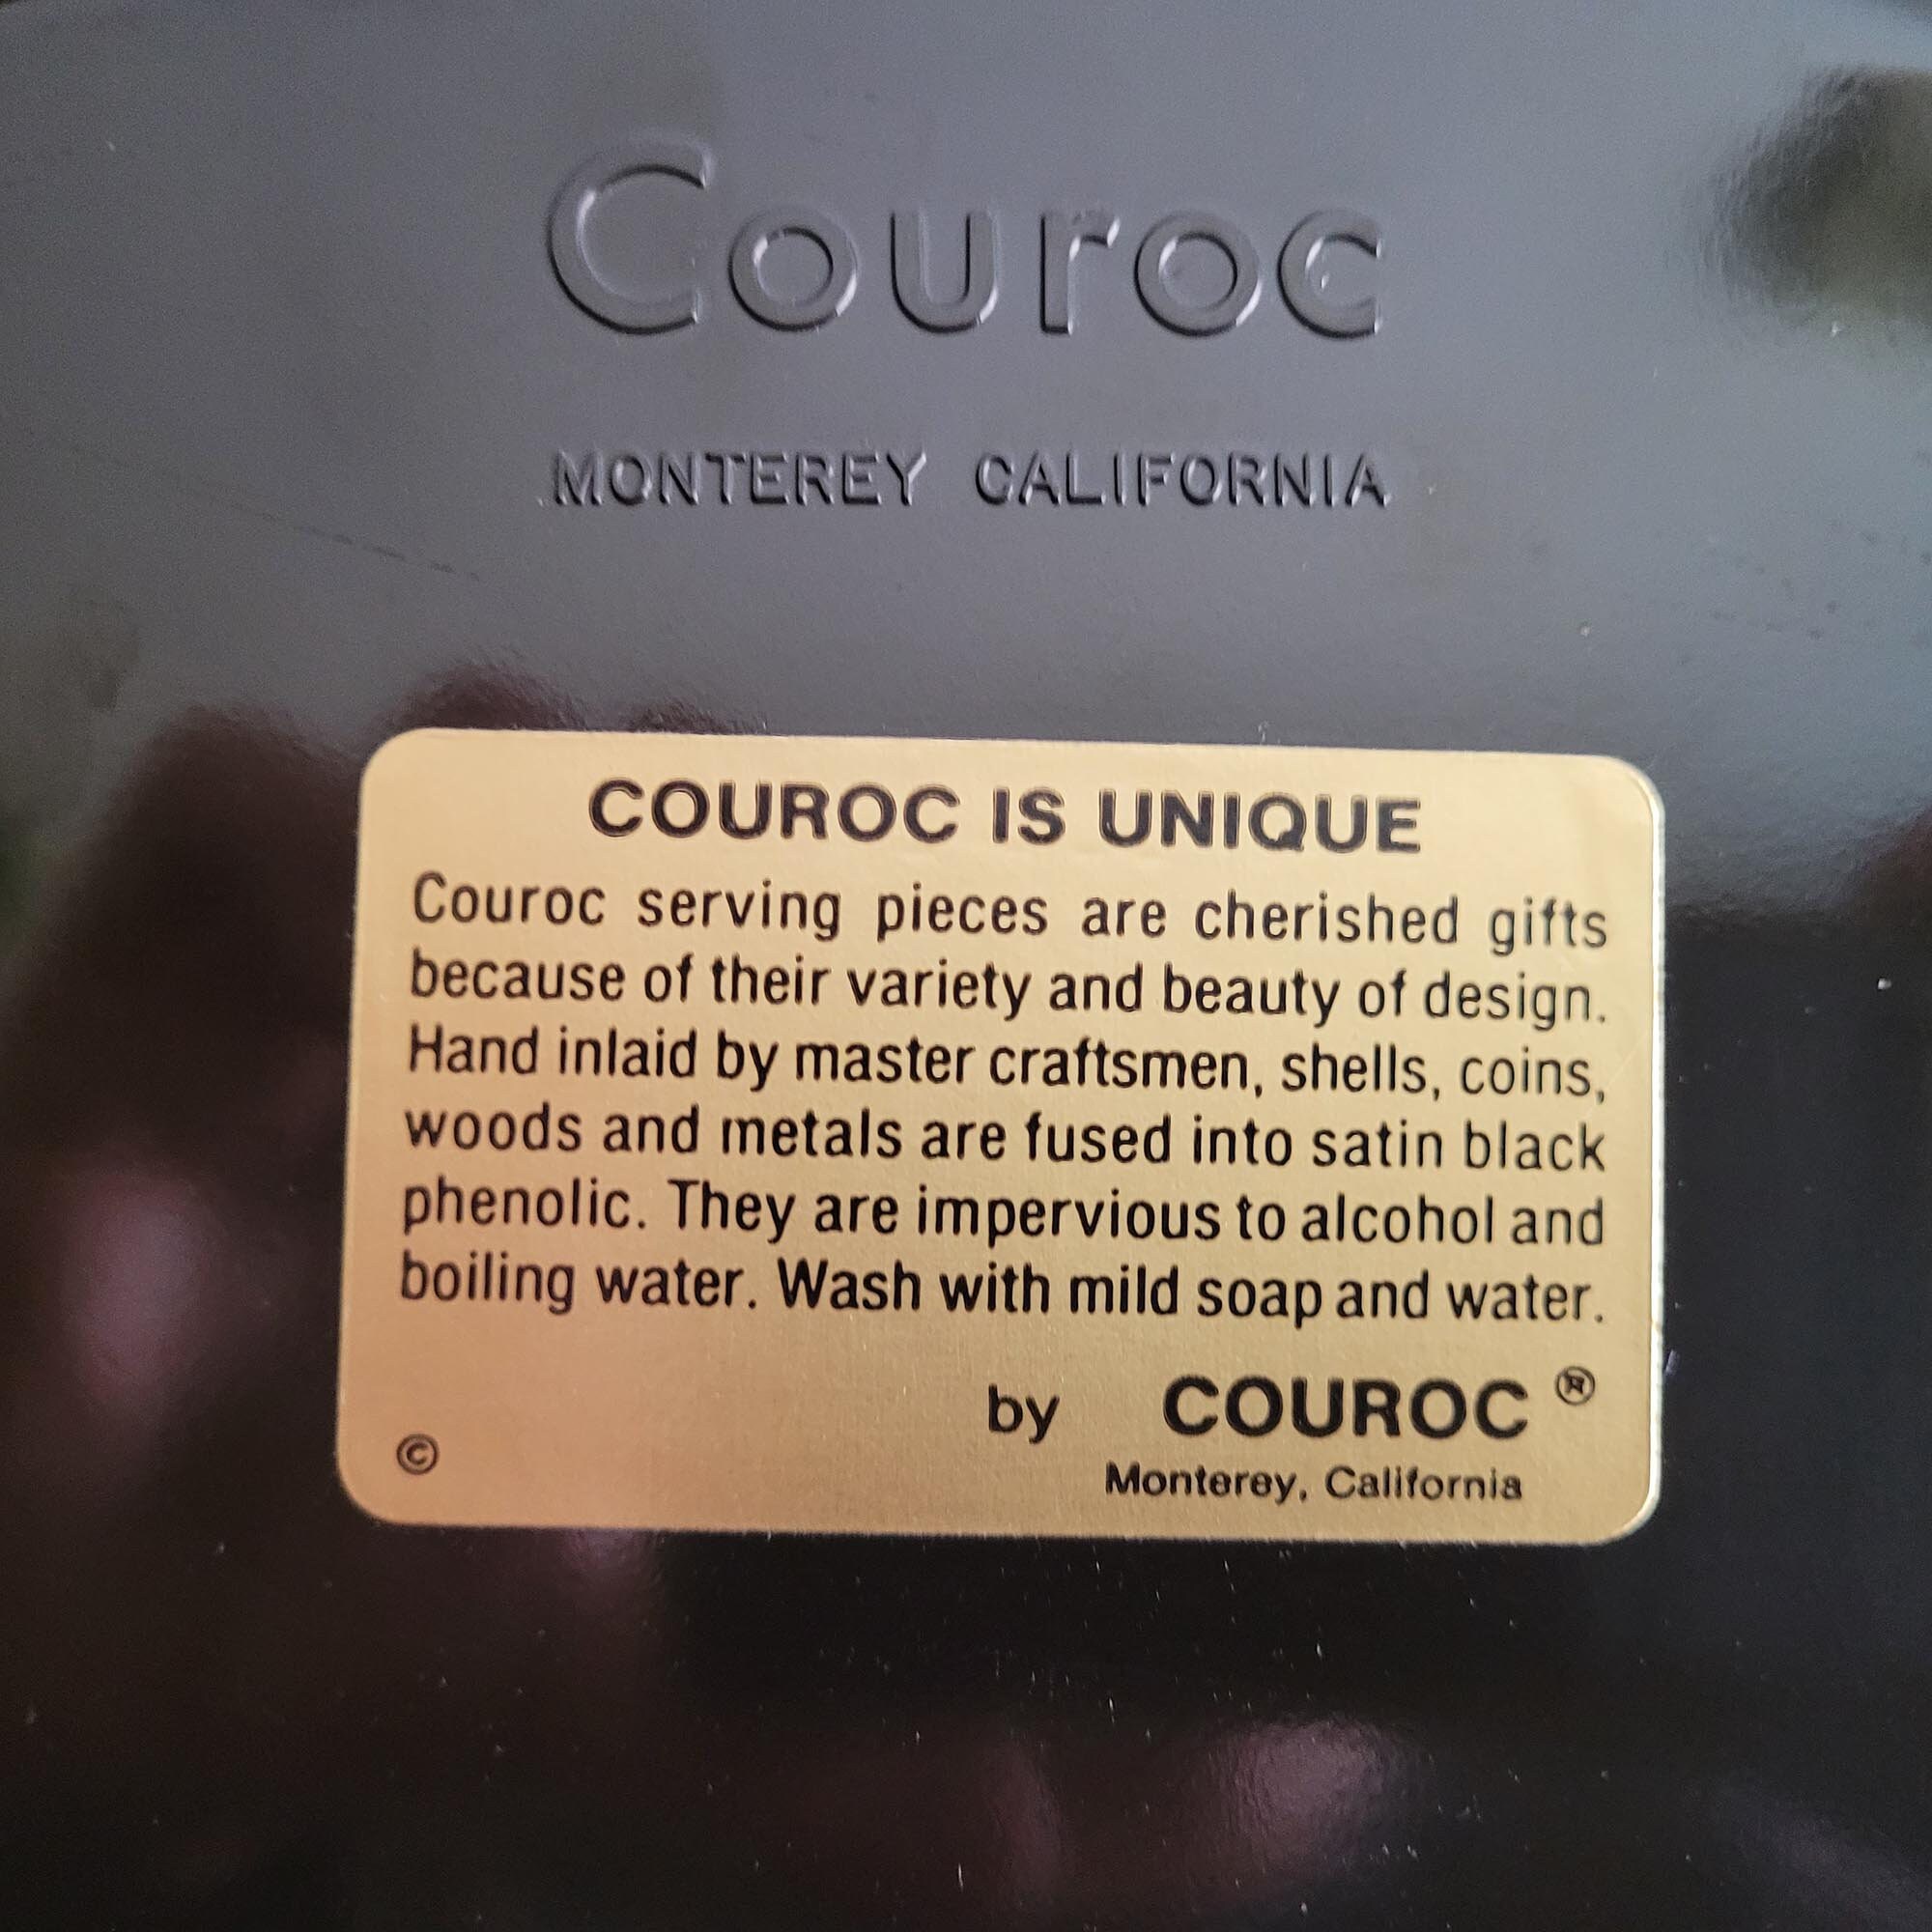 Couroc
MONTEREY CALIFORNIA
COUROC IS UNIQUE
Couroc serving pieces are cherished gifts
because of their variety and beauty of design.
Hand inlaid by master craftsmen, shells, coins,
woods and metals are fused into satin black
phenolic. They are impervious to alcohol and
boiling water. Wash with mild soap and water.
by COUROC ®
© Monterey, California